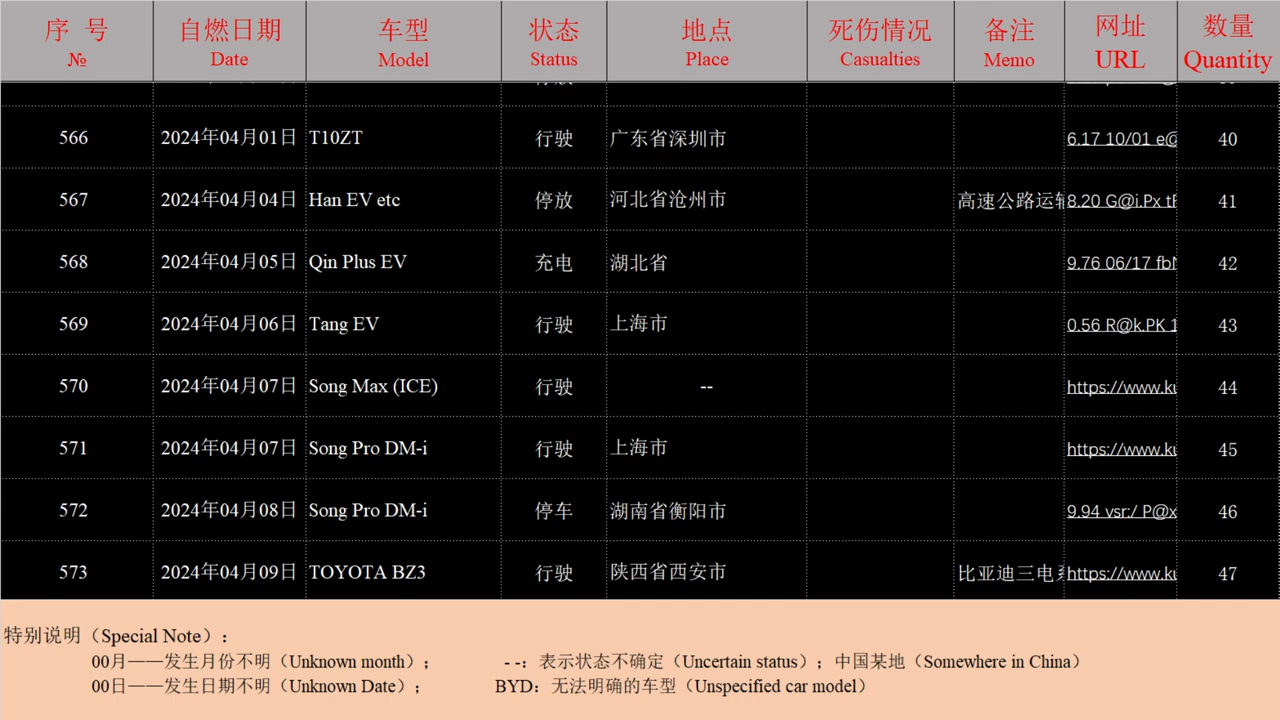 序 号 自燃日期 车型 状态 地点 死伤情况 备注 网址 数量
№ Date Model Status Place Casualties Memo URL Quantity
566 2024年04月01日 T10ZT 行驶 广东省深圳市 6.17 10/01 e@ 40
567 2024年04月04日 Han EV etc 停放 河北省沧州市 高速公路运输 8.20 G@i.Px 41
568 2024年04月05日 Qin Plus EV 充电 湖北省 9.76 06/17 42
569 2024年04月06日 Tang EV 行驶 上海市 0.56 R@k.PK 1 43
570 2024年04月07日 Song Max (ICE) 行驶 -- https://www.ku 44
571 2024年04月07日 Song Pro DM-i 行驶 上海市 https://www.ku 45
572 2024年04月08日 Song Pro DM-i 停车 湖南省衡阳市 9.94 vsr:/ P@x 46
573 2024年04月09日 TOYOTA BZ3 行驶 陕西省西安市 比亚迪三电系 https://www.ku 47
特别说明（Special Note）：
00月——发生月份不明（Unknown month）； - -：表示状态不确定（Uncertain status）；中国某地（Somewhere in China）
00日——发生日期不明（Unknown Date）； BYD：无法明确的车型（Unspecified car model）